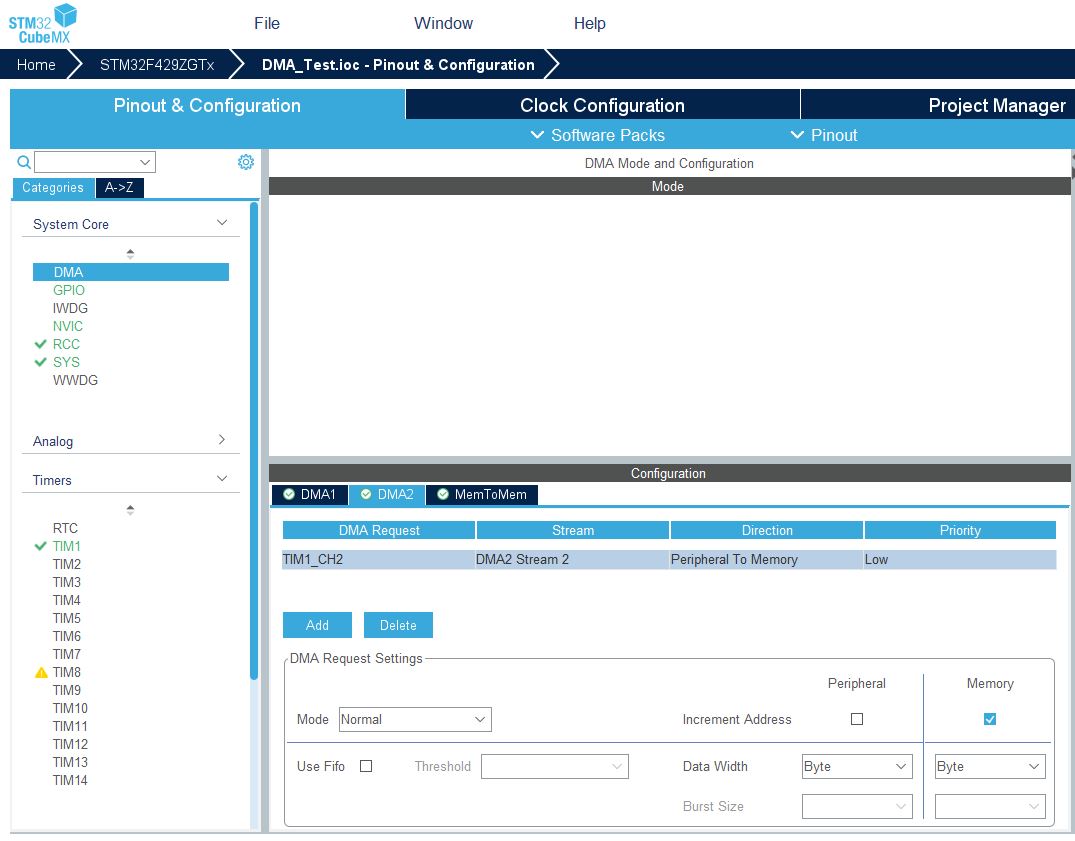 STM32
CubeMX
File Window Help
Home STM32F429ZGTx DMA_Test.ioc - Pinout & Configuration
Pinout & Configuration Clock Configuration Project Manager
Software Packs Pinout
Categories A->Z
System Core
DMA
GPIO
IWDG
NVIC
RCC
SYS
WWDG
Analog
Timers
RTC
TIM1
TIM2
TIM3
TIM4
TIM5
TIM6
TIM7
TIM8
TIM9
TIM10
TIM11
TIM12
TIM13
TIM14
DMA Mode and Configuration
Mode
Configuration
DMA1 DMA2 MemToMem
DMA Request Stream Direction Priority
TIM1_CH2 DMA2 Stream 2 Peripheral To Memory Low
Add Delete
DMA Request Settings
Peripheral Memory
Mode Normal Increment Address
Use Fifo Threshold Data Width Byte Byte
Burst Size